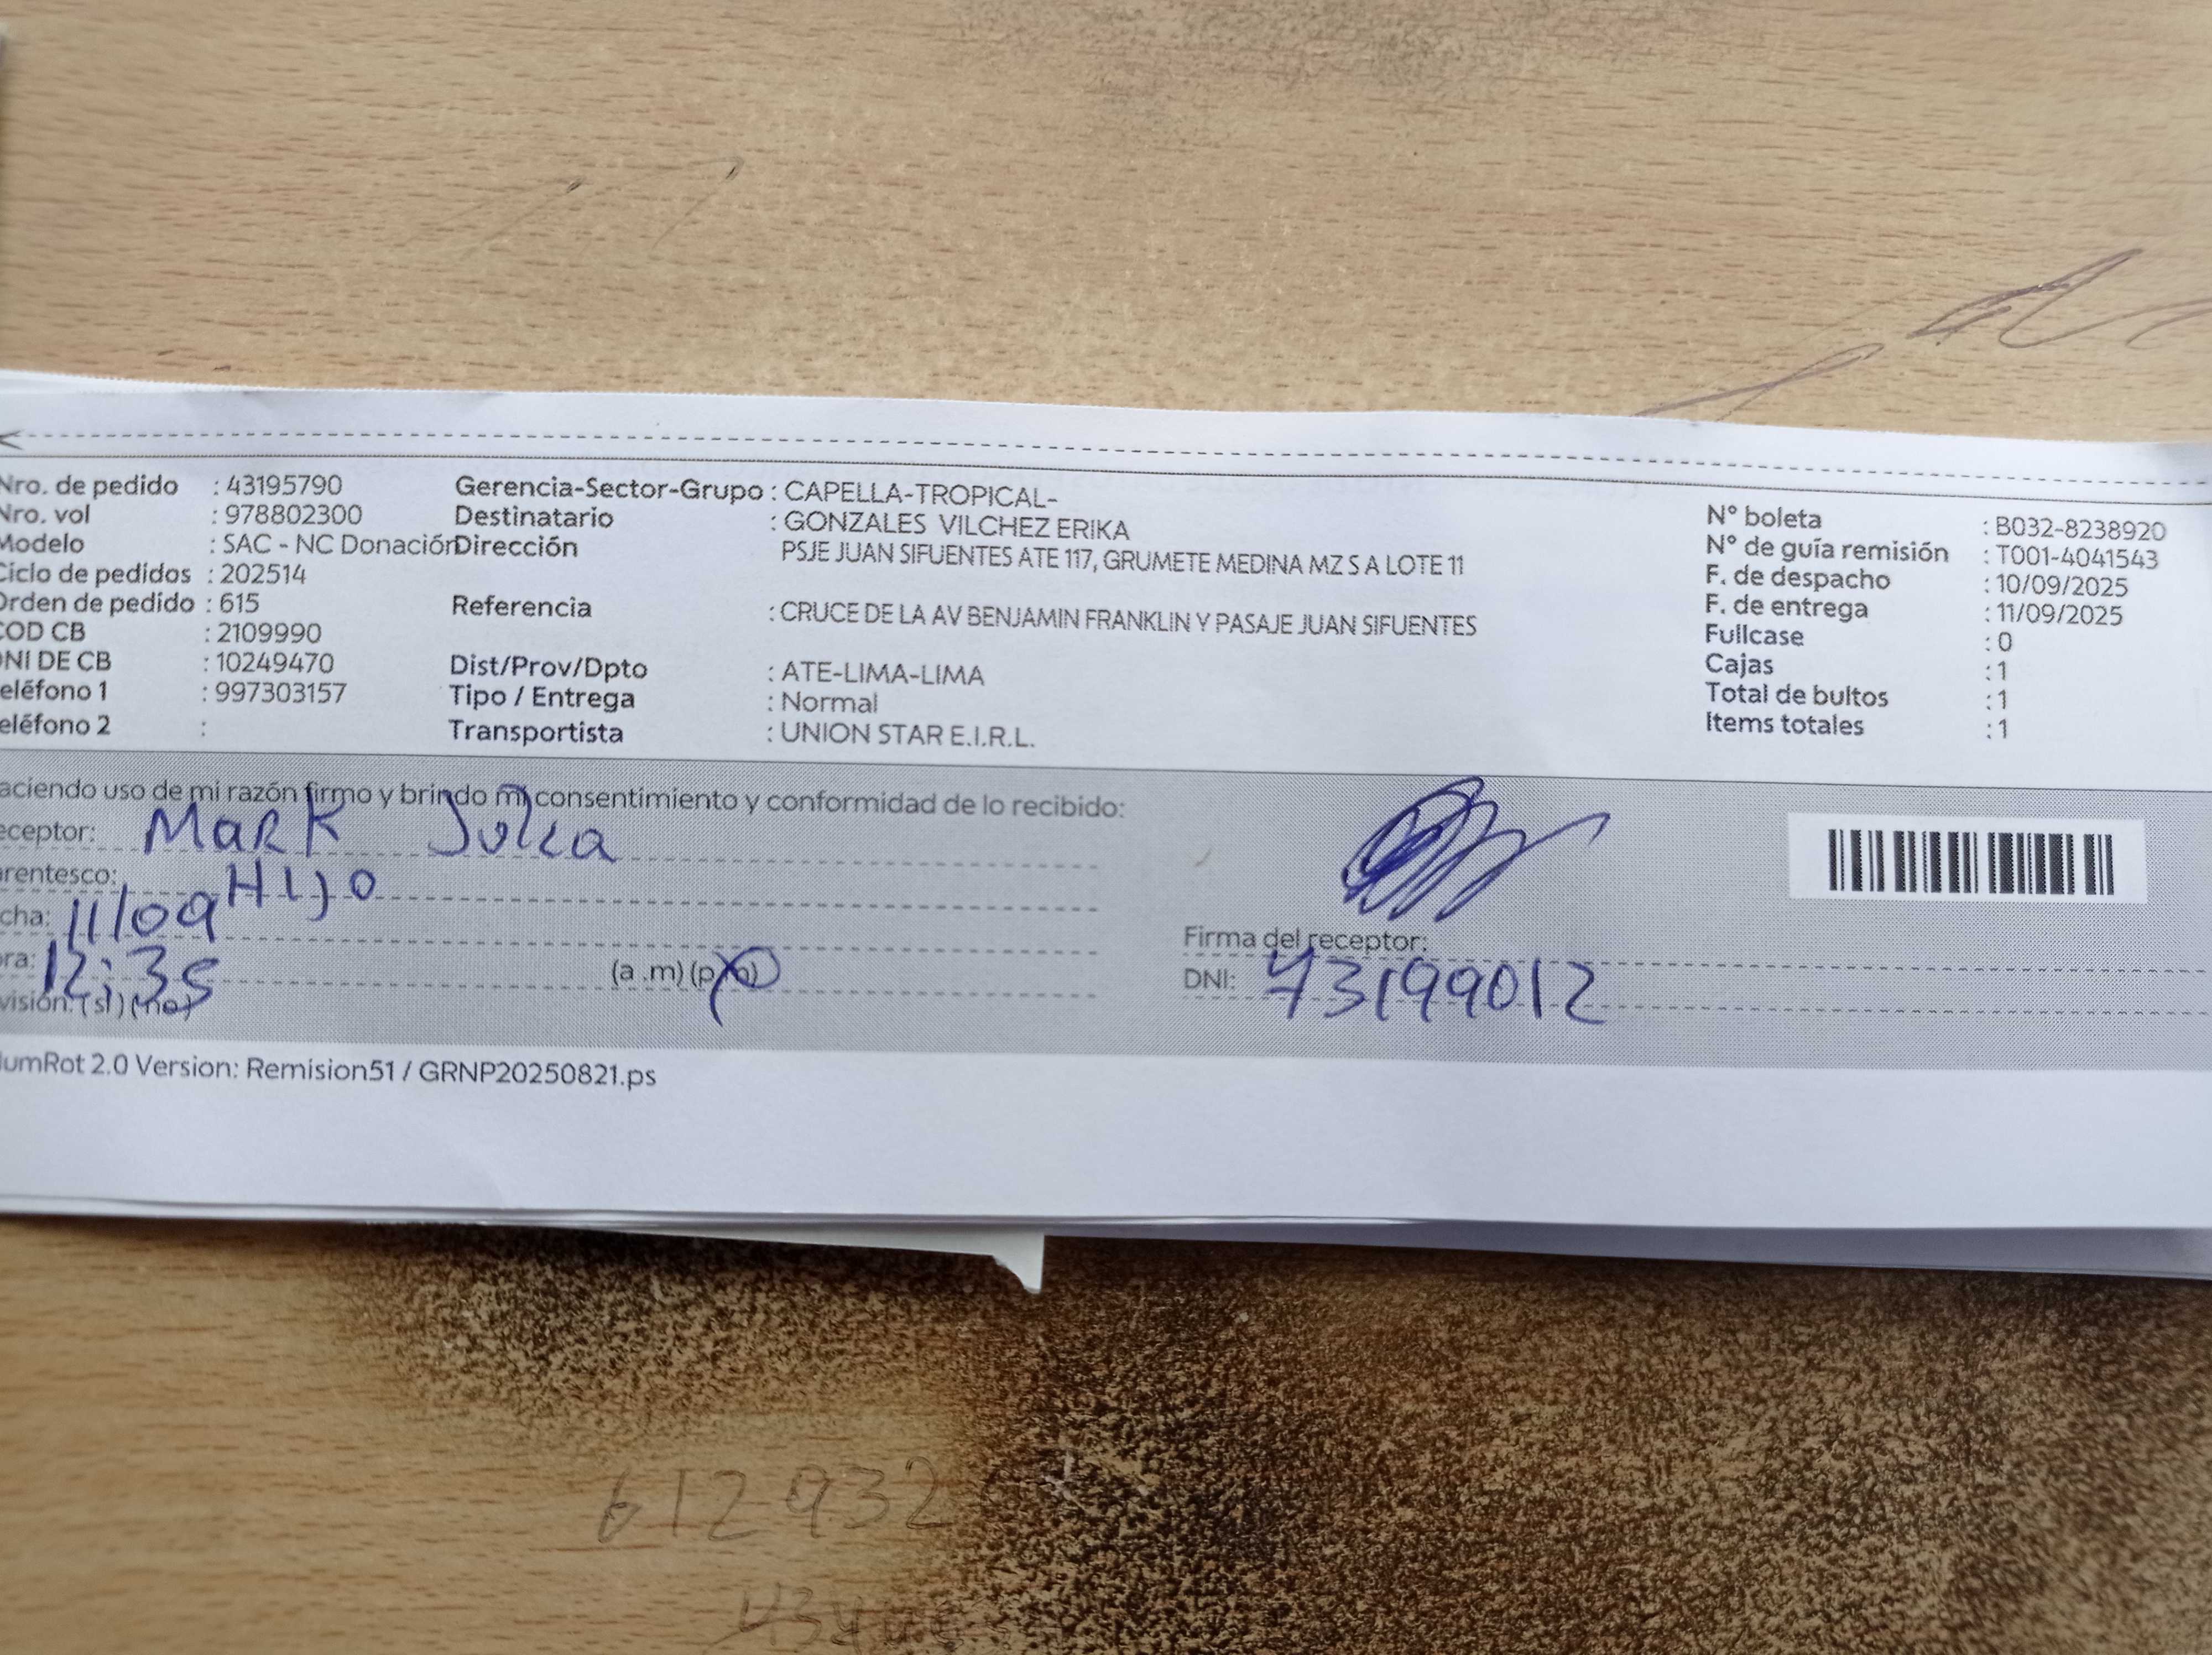 Nro. de pedido : 43195790 Gerencia-Sector-Grupo : CAPELLA-TROPICAL- N° boleta : B032-8238920
Nro. vol : 978802300 Destinatario : GONZALES VILCHEZ ERIKA N° de guía remisión : T001-4041543
Modelo : SAC - NC Donación Dirección PSJE JUAN SIFUENTES ATE 117, GRUMETE MEDINA MZ S A LOTE 11 F. de despacho : 10/09/2025
Ciclo de pedidos : 202514 F. de entrega : 11/09/2025
Orden de pedido : 615 Referencia : CRUCE DE LA AV BENJAMIN FRANKLIN Y PASAJE JUAN SIFUENTES Fullcase : 0
COD CB : 2109990 Cajas : 1
DNI DE CB : 10249470 Dist/Prov/Dpto : ATE-LIMA-LIMA Total de bultos : 1
eléfono 1 : 997303157 Tipo / Entrega : Normal Items totales : 1
eléfono 2 : Transportista : UNION STAR E.I.R.L.
aciendo uso de mi razón firmo y brindo mi consentimiento y conformidad de lo recibido:
eceptor: Mark Julca
rentesco: Hijo
cha: 11/09
Firma del receptor:
ra: 12:35 (a .m) (p.m)
DNI: 73199012
visión: (si) (no)
umRot 2.0 Version: Remision51 / GRNP20250821.ps
612932